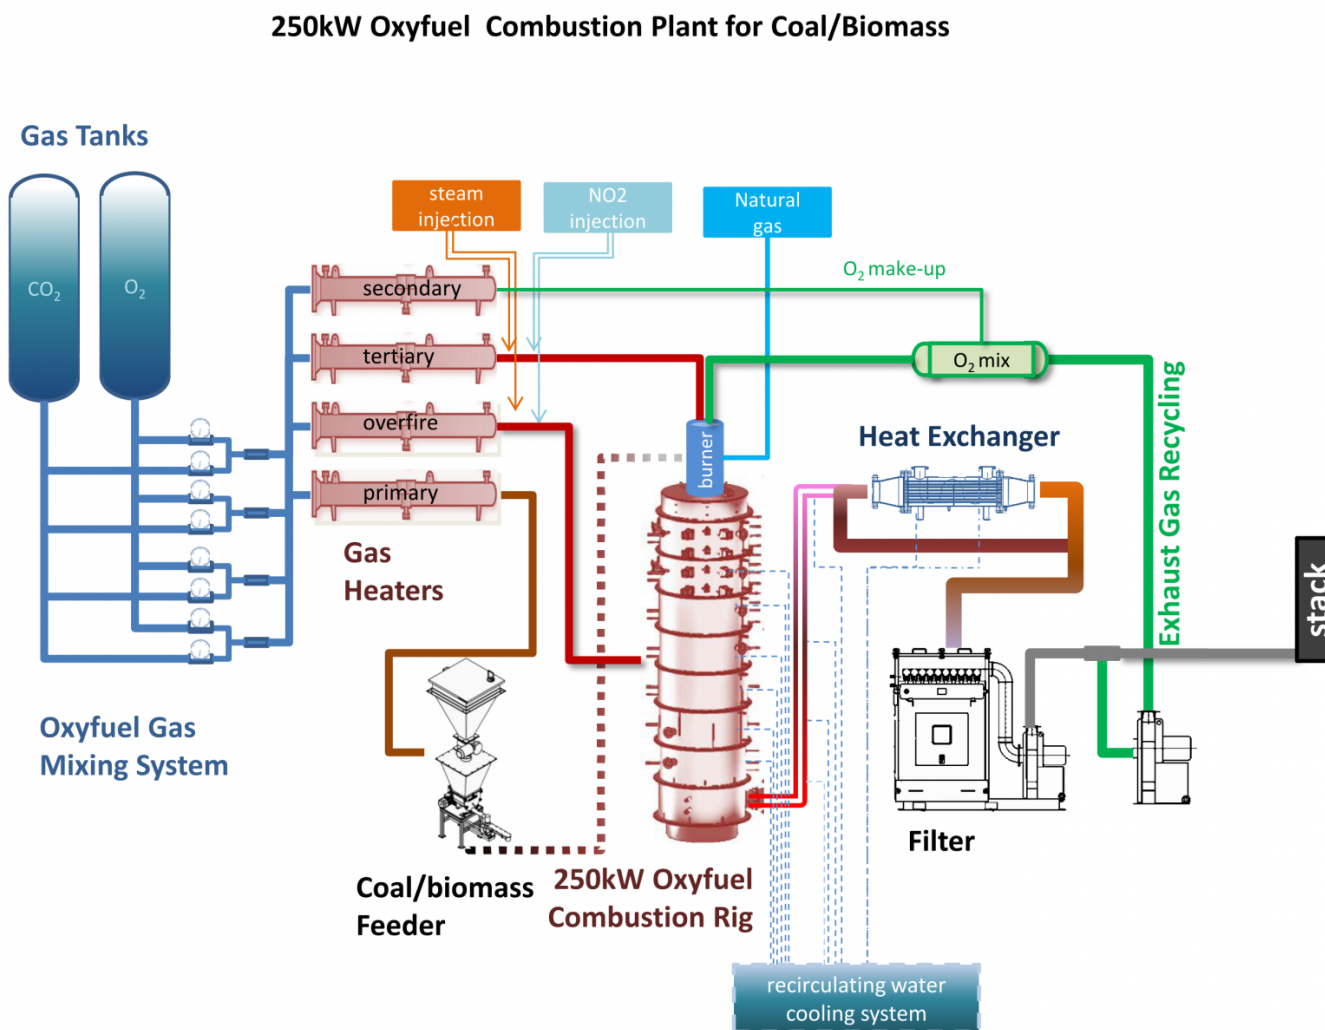 250kW Oxyfuel Combustion Plant for Coal/Biomass
Gas Tanks
CO2
O2
steam
injection
NO2
injection
Natural
gas
secondary
O2 make-up
tertiary
O2 mix
overfire
burner
Heat Exchanger
primary
Exhaust Gas Recycling
Gas
Heaters
stack
Oxyfuel Gas
Mixing System
Filter
Coal/biomass
Feeder
250kW Oxyfuel
Combustion Rig
recirculating water
cooling system